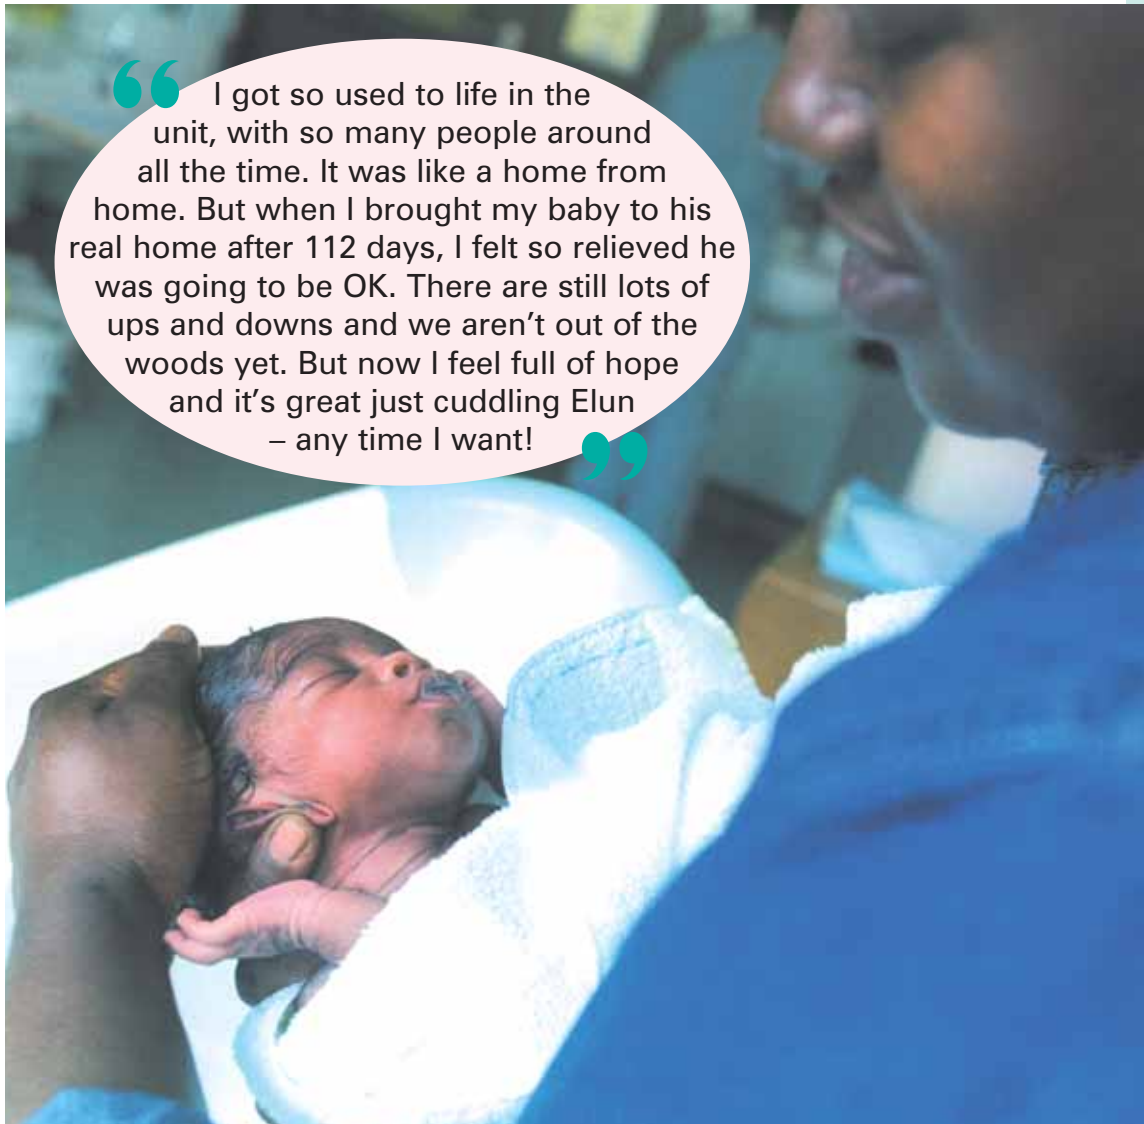 “ I got so used to life in the
unit, with so many people around
all the time. It was like a home from
home. But when I brought my baby to his
real home after 112 days, I felt so relieved he
was going to be OK. There are still lots of
ups and downs and we aren’t out of the
woods yet. But now I feel full of hope
and it’s great just cuddling Elun
– any time I want! ”